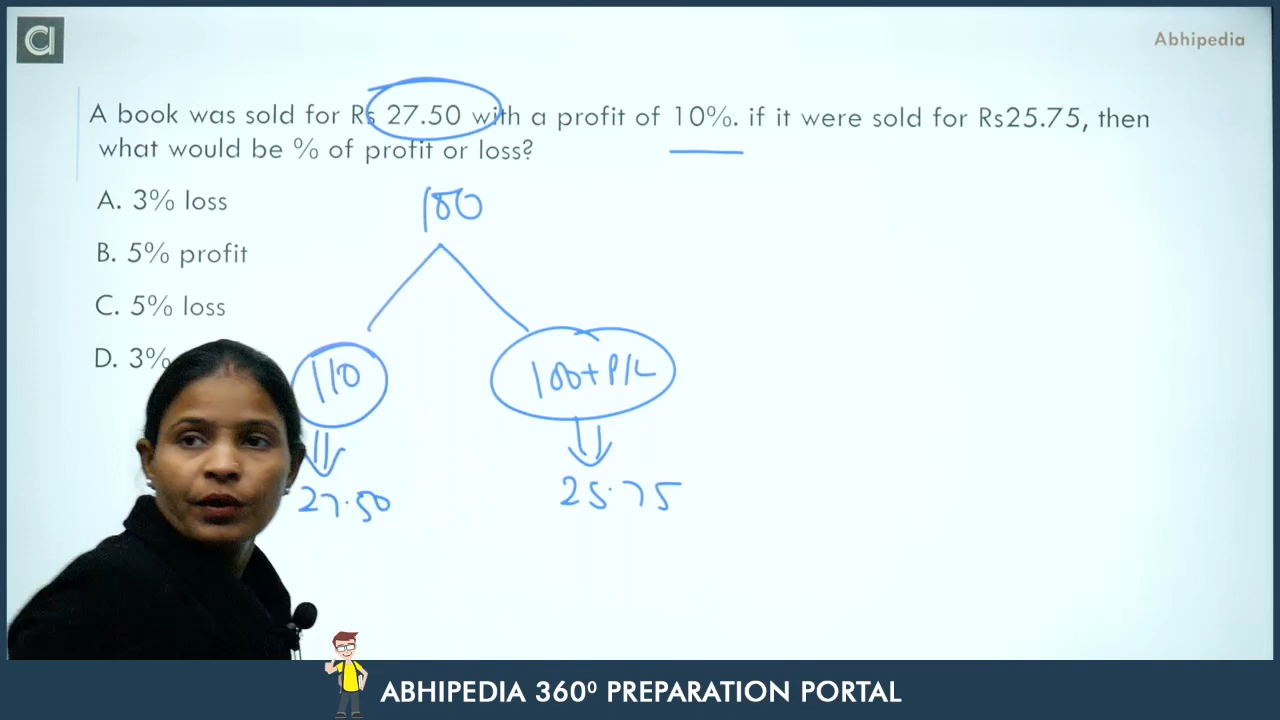 Abhipedia
A book was sold for Rs 27.50 with a profit of 10%. if it were sold for Rs25.75, then
what would be % of profit or loss?
A. 3% loss
100
B. 5% profit
C. 5% loss
D. 3%
110
100+P/L
27.50
25.75
ABHIPEDIA 360⁰ PREPARATION PORTAL